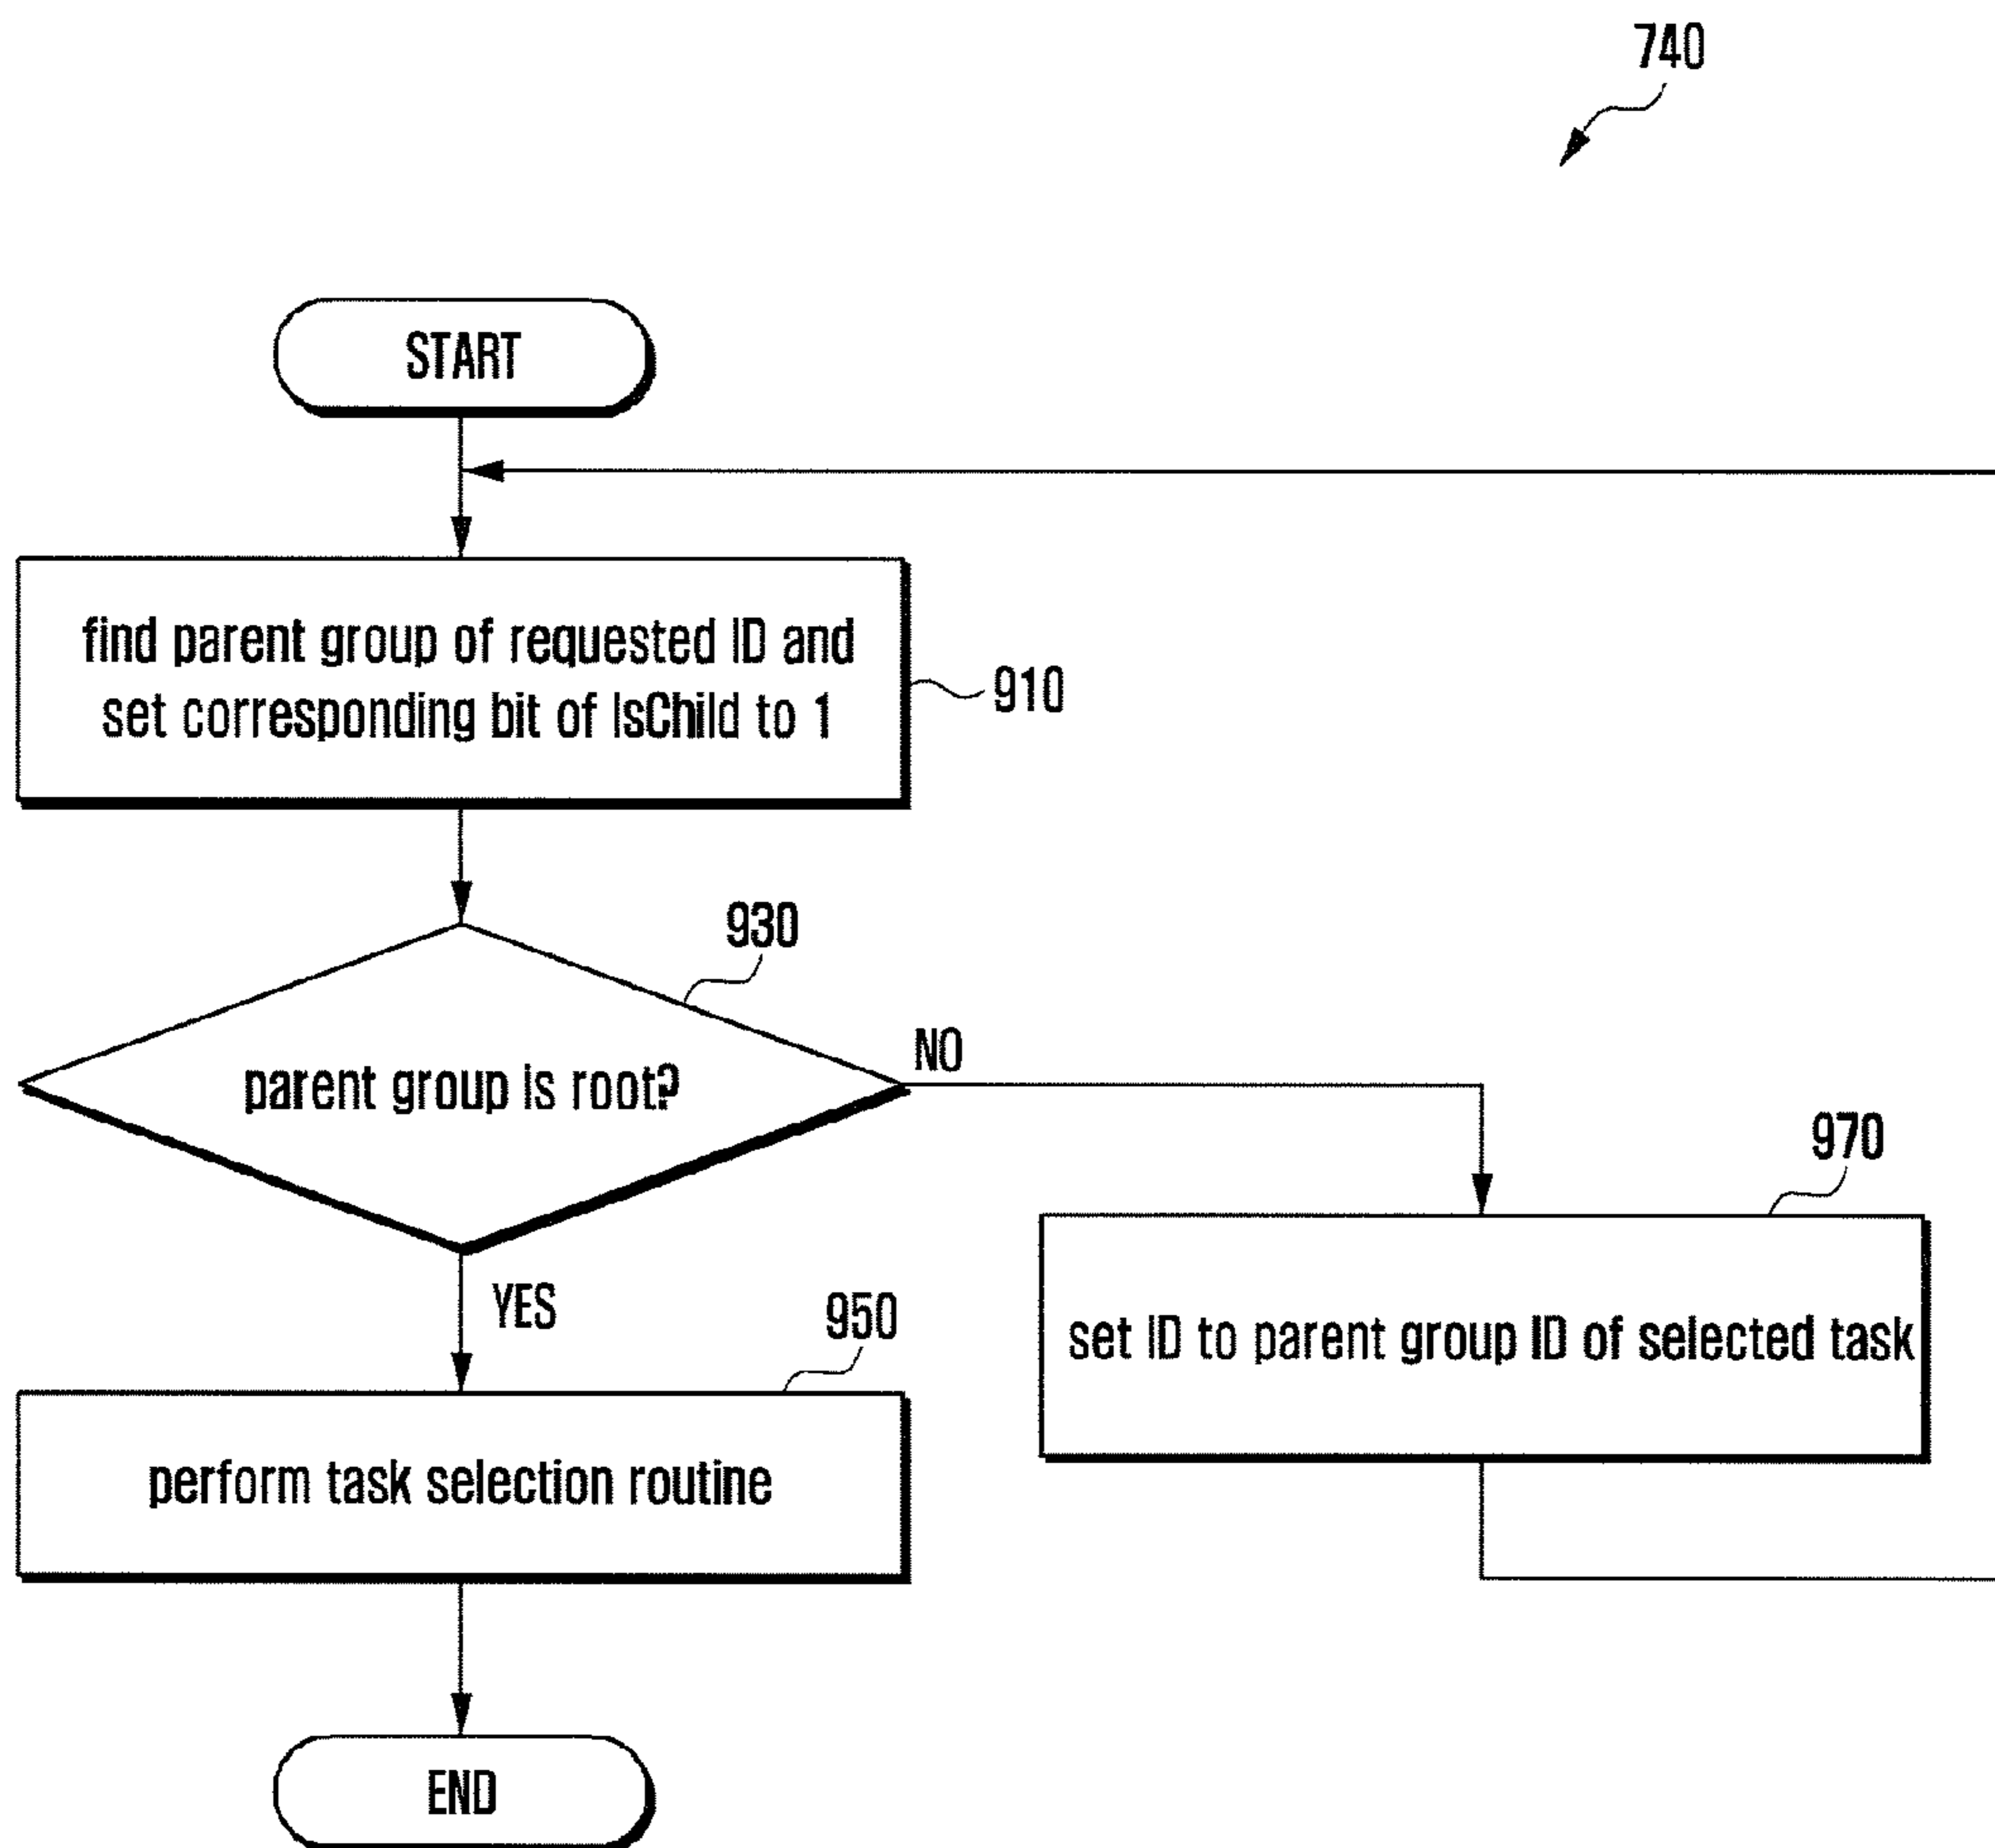 740
START
find parent group of requested ID and
set corresponding bit of IsChild to 1
910
930
parent group is root?
NO
970
set ID to parent group ID of selected task
YES
950
perform task selection routine
END